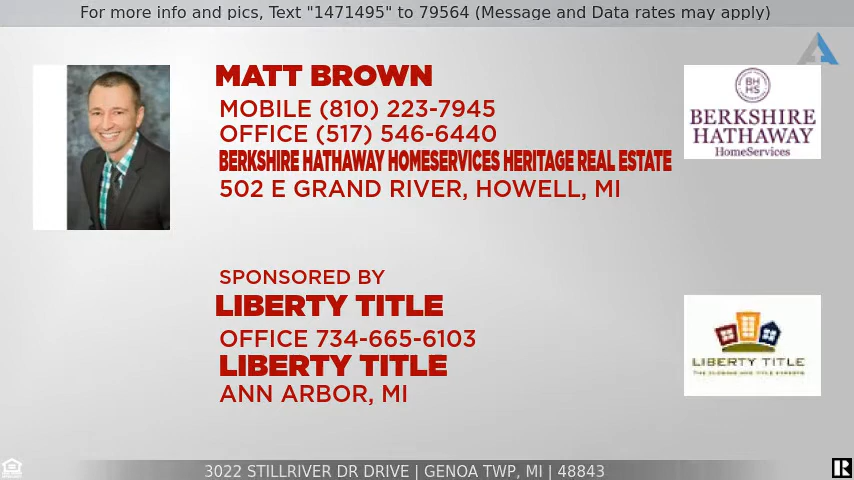 For more info and pics, Text "1471495" to 79564 (Message and Data rates may apply)
MATT BROWN
MOBILE (810) 223-7945
OFFICE (517) 546-6440
BERKSHIRE HATHAWAY HOMESERVICES HERITAGE REAL ESTATE
502 E GRAND RIVER, HOWELL, MI
BH
HS
BERKSHIRE
HATHAWAY
HomeServices
SPONSORED BY
LIBERTY TITLE
OFFICE 734-665-6103
LIBERTY TITLE
ANN ARBOR, MI
LIBERTY TITLE
3022 STILLRIVER DR DRIVE | GENOA TWP, MI | 48843